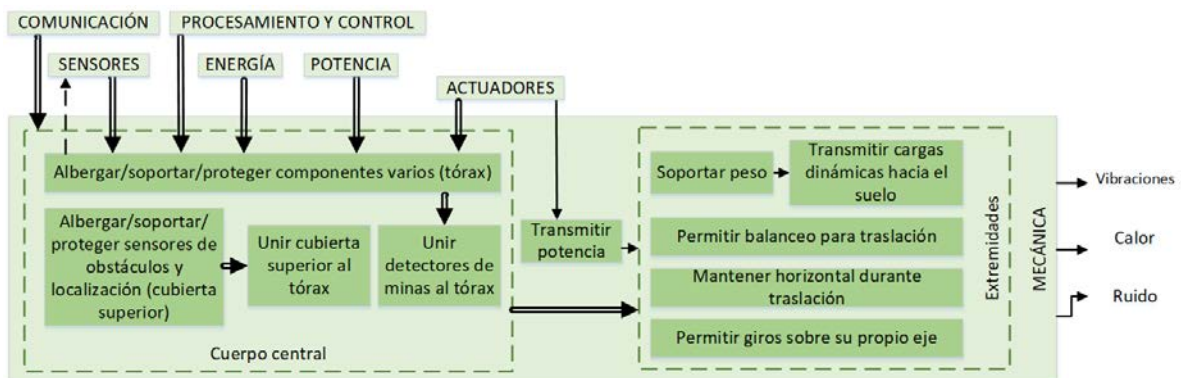 COMUNICACIÓN
PROCESAMIENTO Y CONTROL
SENSORES
ENERGÍA
POTENCIA
ACTUADORES
Albergar/soportar/proteger componentes varios (tórax)
Albergar/soportar/
proteger sensores de
obstáculos y
localización (cubierta
superior)
Unir cubierta
superior al
tórax
Unir
detectores de
minas al tórax
Cuerpo central
Transmitir
potencia
Soportar peso
Transmitir cargas
dinámicas hacia el
suelo
Permitir balanceo para traslación
Mantener horizontal durante
traslación
Permitir giros sobre su propio eje
Extremidades
MECÁNICA
Vibraciones
Calor
Ruido